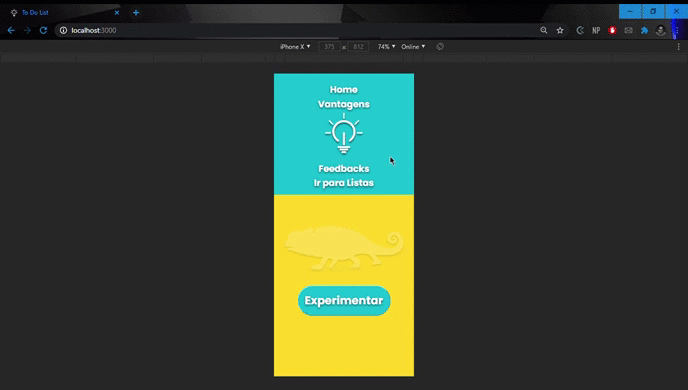 To Do List
localhost:3000
NP
iPhone X ▼ 375 x 812 74% ▼ Online ▼
Home
Vantagens
Feedbacks
Ir para Listas
Experimentar